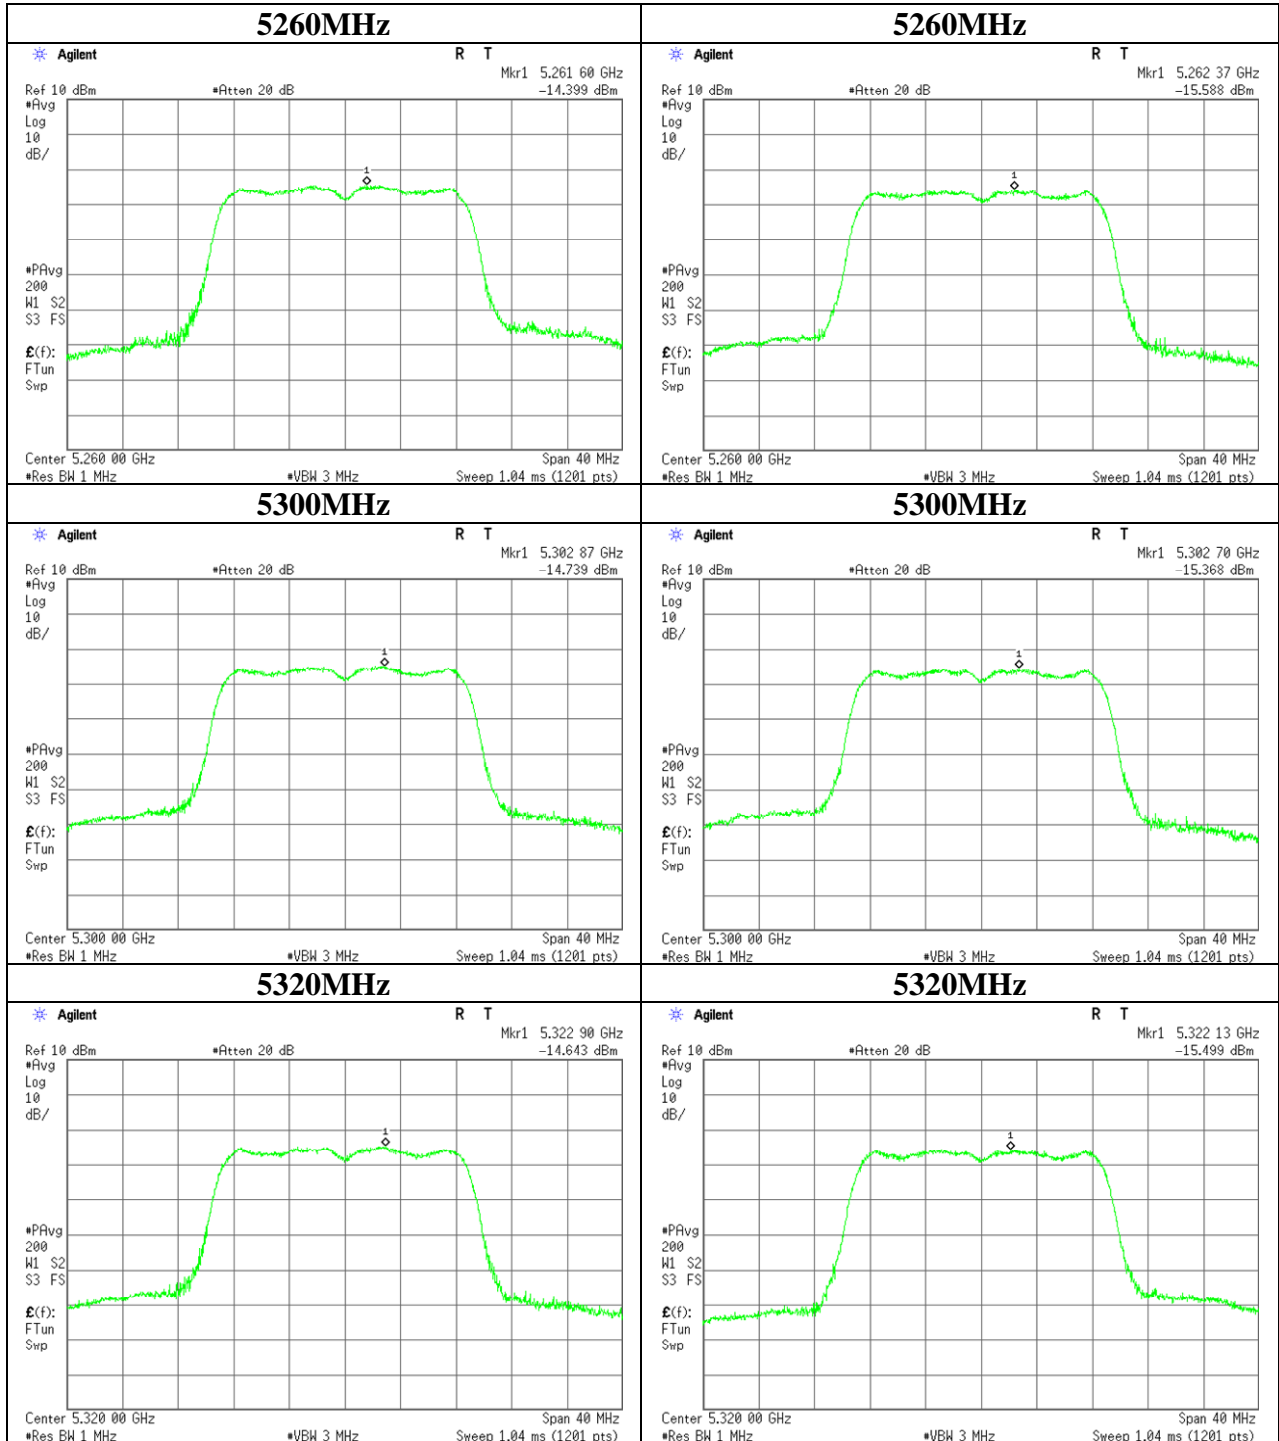 5260MHz
Agilent R T
Mkr1 5.261 60 GHz
Ref 10 dBm #Atten 20 dB -14.399 dBm
#Avg
Log
10
dB/
1
#PAvg
200
W1 S2
S3 FS
£(f):
FTun
Swp
Center 5.260 00 GHz Span 40 MHz
#Res BW 1 MHz #VBW 3 MHz Sweep 1.04 ms (1201 pts)
5260MHz
Agilent R T
Mkr1 5.262 37 GHz
Ref 10 dBm #Atten 20 dB -15.588 dBm
#Avg
Log
10
dB/
1
#PAvg
200
W1 S2
S3 FS
£(f):
FTun
Swp
Center 5.260 00 GHz Span 40 MHz
#Res BW 1 MHz #VBW 3 MHz Sweep 1.04 ms (1201 pts)
5300MHz
Agilent R T
Mkr1 5.302 87 GHz
Ref 10 dBm #Atten 20 dB -14.739 dBm
#Avg
Log
10
dB/
1
#PAvg
200
W1 S2
S3 FS
£(f):
FTun
Swp
Center 5.300 00 GHz Span 40 MHz
#Res BW 1 MHz #VBW 3 MHz Sweep 1.04 ms (1201 pts)
5300MHz
Agilent R T
Mkr1 5.302 70 GHz
Ref 10 dBm #Atten 20 dB -15.368 dBm
#Avg
Log
10
dB/
1
#PAvg
200
W1 S2
S3 FS
£(f):
FTun
Swp
Center 5.300 00 GHz Span 40 MHz
#Res BW 1 MHz #VBW 3 MHz Sweep 1.04 ms (1201 pts)
5320MHz
Agilent R T
Mkr1 5.322 90 GHz
Ref 10 dBm #Atten 20 dB -14.643 dBm
#Avg
Log
10
dB/
1
#PAvg
200
W1 S2
S3 FS
£(f):
FTun
Swp
Center 5.320 00 GHz Span 40 MHz
#Res BW 1 MHz #VBW 3 MHz Sweep 1.04 ms (1201 pts)
5320MHz
Agilent R T
Mkr1 5.322 13 GHz
Ref 10 dBm #Atten 20 dB -15.499 dBm
#Avg
Log
10
dB/
1
#PAvg
200
W1 S2
S3 FS
£(f):
FTun
Swp
Center 5.320 00 GHz Span 40 MHz
#Res BW 1 MHz #VBW 3 MHz Sweep 1.04 ms (1201 pts)